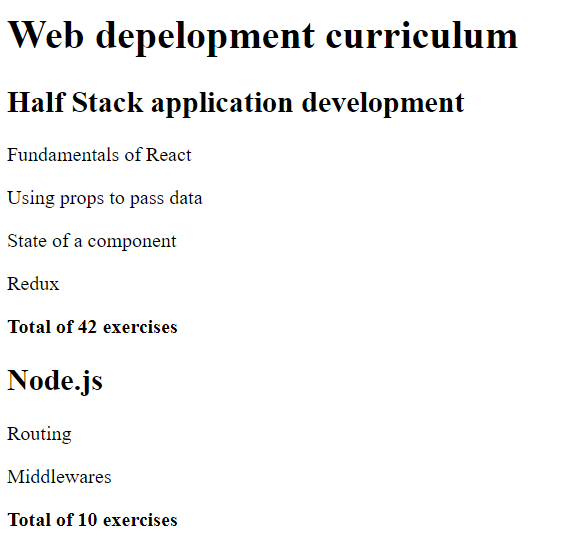 Web depelopment curriculum
Half Stack application development
Fundamentals of React
Using props to pass data
State of a component
Redux
Total of 42 exercises
Node.js
Routing
Middlewares
Total of 10 exercises